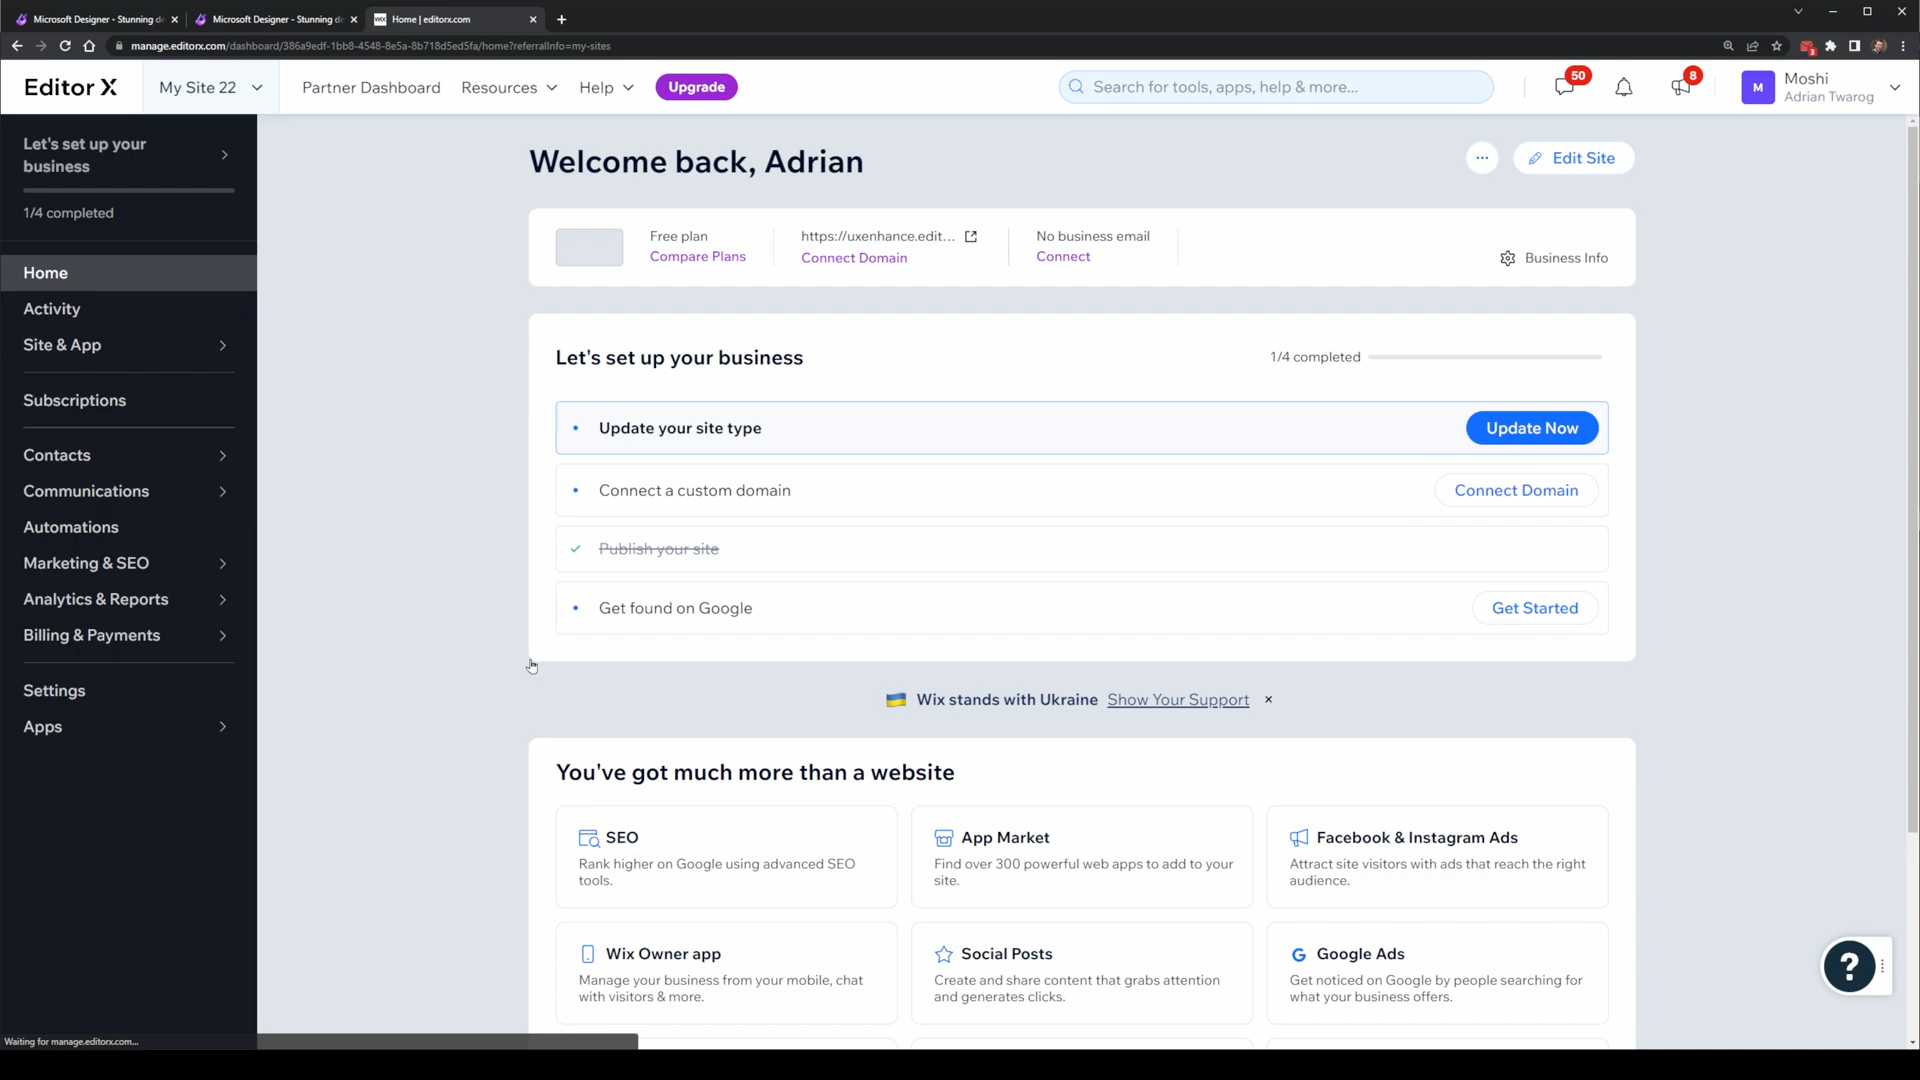 Microsoft Designer - Stunning de
Microsoft Designer - Stunning de
WIX
Home | editorx.com
manage.editorx.com/dashboard/386a9edf-1bb8-4548-8e5a-8b718d5ed5fa/home?referralInfo=my-sites
3
Editor X
My Site 22
Partner Dashboard
Resources
Help
Upgrade
Search for tools, apps, help & more...
50
8
M
Moshi
Adrian Twarog
Let's set up your
business
1/4 completed
Home
Activity
Site & App
Subscriptions
Contacts
Communications
Automations
Marketing & SEO
Analytics & Reports
Billing & Payments
Settings
Apps
Welcome back, Adrian
...
Edit Site
Free plan
Compare Plans
https://uxenhance.edit...
Connect Domain
No business email
Connect
Business Info
Let's set up your business
1/4 completed
Update your site type
Update Now
Connect a custom domain
Connect Domain
Publish your site
Get found on Google
Get Started
Wix stands with Ukraine Show Your Support
You've got much more than a website
SEO
Rank higher on Google using advanced SEO
tools.
App Market
Find over 300 powerful web apps to add to your
site.
Facebook & Instagram Ads
Attract site visitors with ads that reach the right
audience.
Wix Owner app
Manage your business from your mobile, chat
with visitors & more.
Social Posts
Create and share content that grabs attention
and generates clicks.
G Google Ads
Get noticed on Google by people searching for
what your business offers.
?
Waiting for manage.editorx.com...